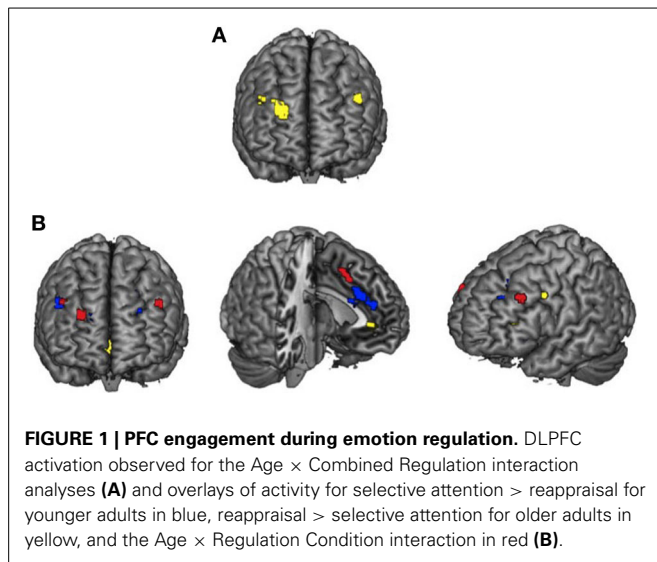 A
B
FIGURE 1 | PFC engagement during emotion regulation. DLPFC
activation observed for the Age × Combined Regulation interaction
analyses (A) and overlays of activity for selective attention > reappraisal for
younger adults in blue, reappraisal > selective attention for older adults in
yellow, and the Age × Regulation Condition interaction in red (B).